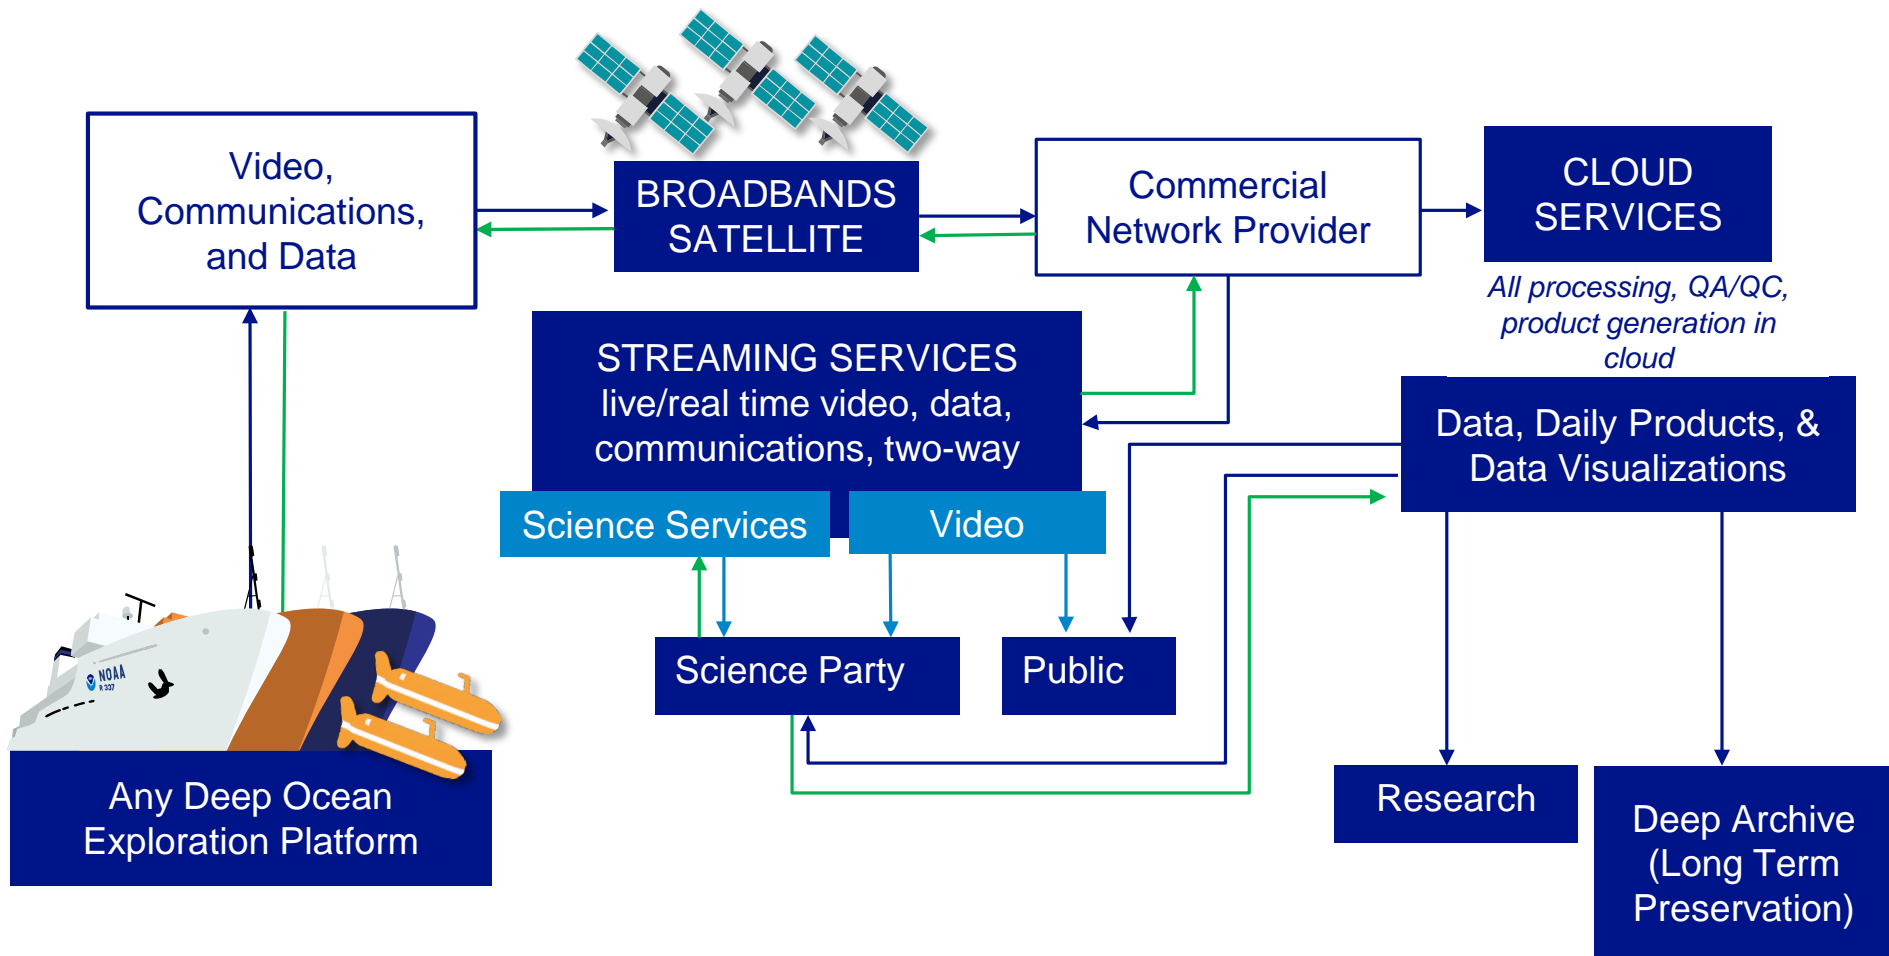 Video,
Communications,
and Data
BROADBANDS
SATELLITE
Commercial
Network Provider
CLOUD
SERVICES
All processing, QA/QC,
product generation in
cloud
STREAMING SERVICES
live/real time video, data,
communications, two-way
Science Services
Video
Data, Daily Products, &
Data Visualizations
Science Party
Public
NOAA
R 337
Any Deep Ocean
Exploration Platform
Research
Deep Archive
(Long Term
Preservation)